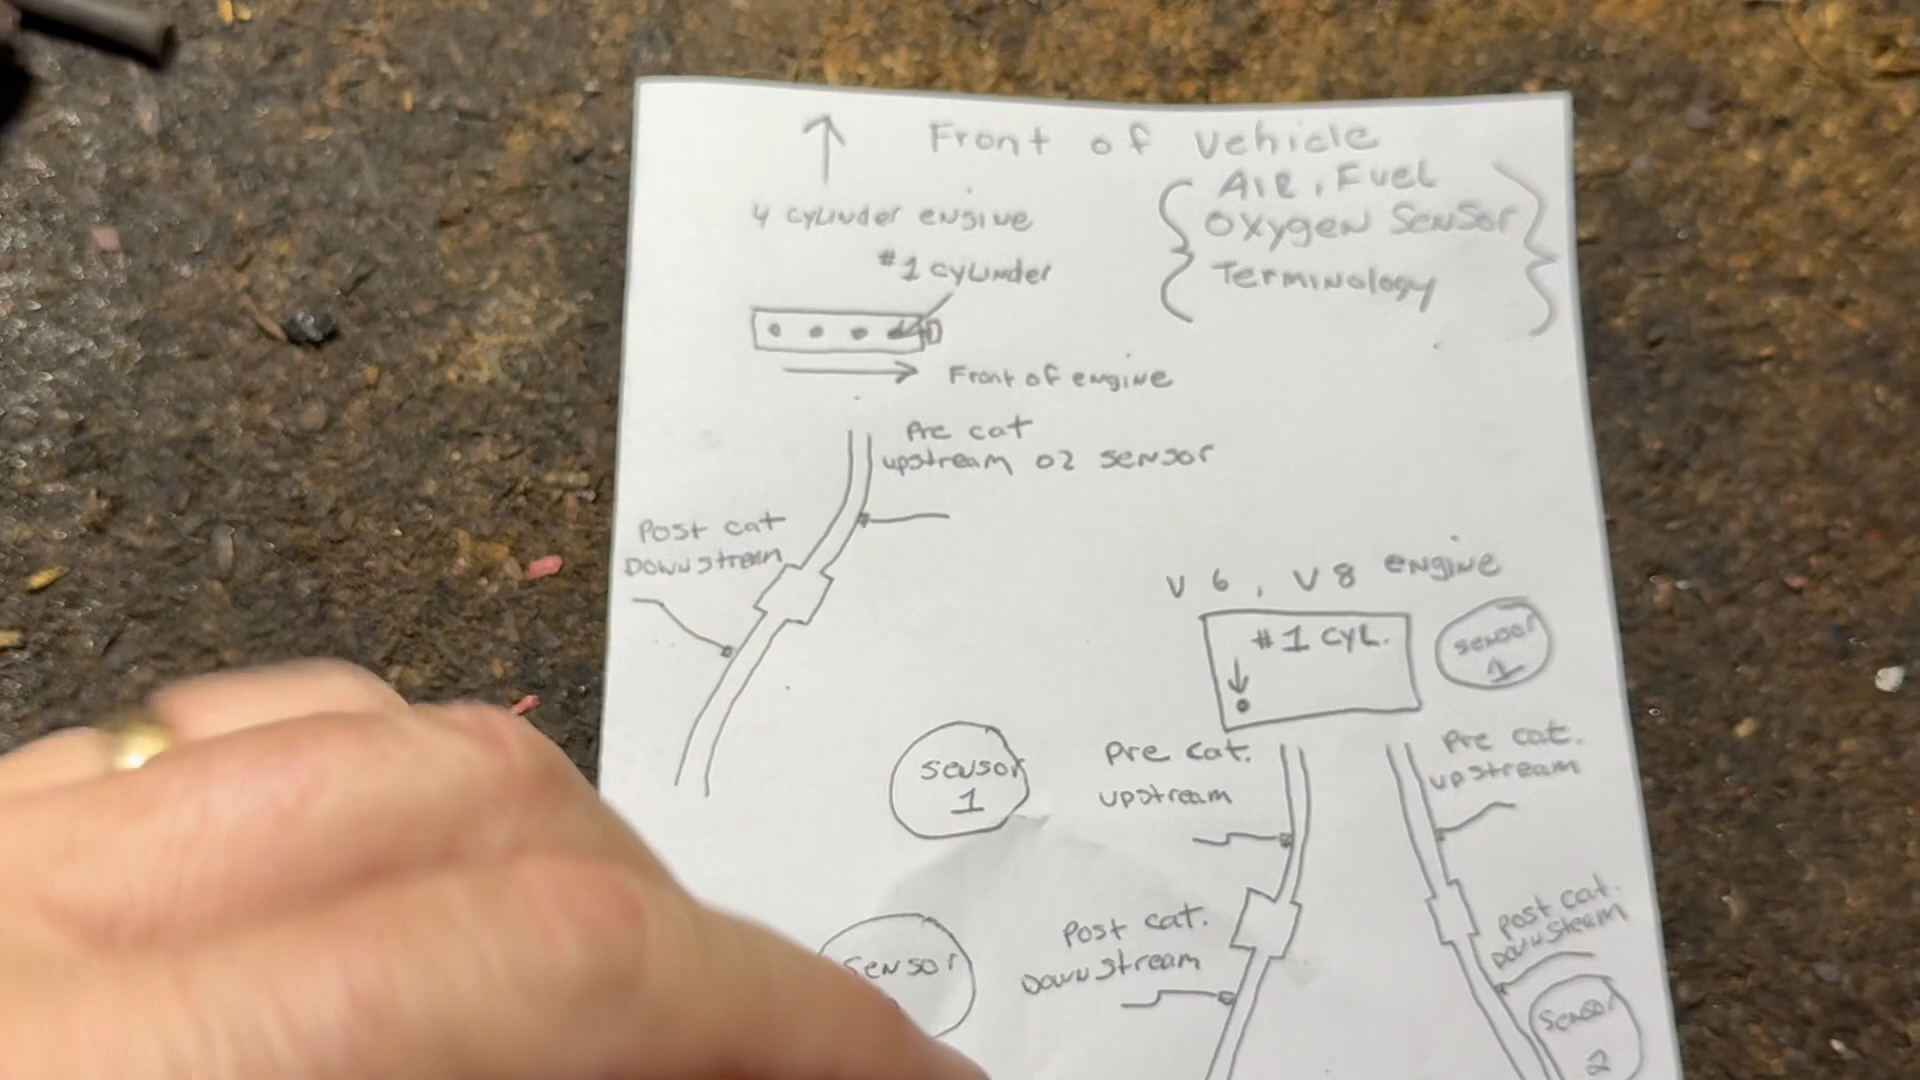 Front of vehicle
Air, Fuel
Oxygen Sensor
Terminology
4 cylinder engine
#1 cylinder
Front of engine
Pre cat
upstream O2 sensor
Post cat
Downstream
V6, V8 engine
#1 CYL.
Sensor
1
Sensor
1
Pre cat.
upstream
Pre cat.
upstream
Post cat.
Downstream
Post cat.
Downstream
Sensor
Sensor
2